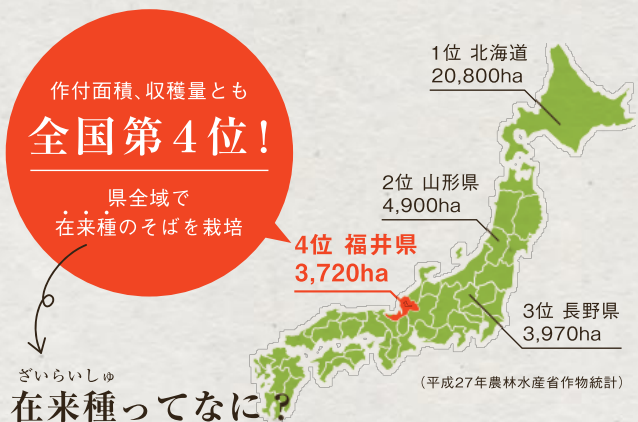 作付面積、収穫量とも
全国第4位!
県全域で
在来種のそばを栽培
1位 北海道
20,800ha
2位 山形県
4,900ha
4位 福井県
3,720ha
3位 長野県
3,970ha
(平成27年農林水産省作物統計)
ざいらいしゅ
在来種ってなに?